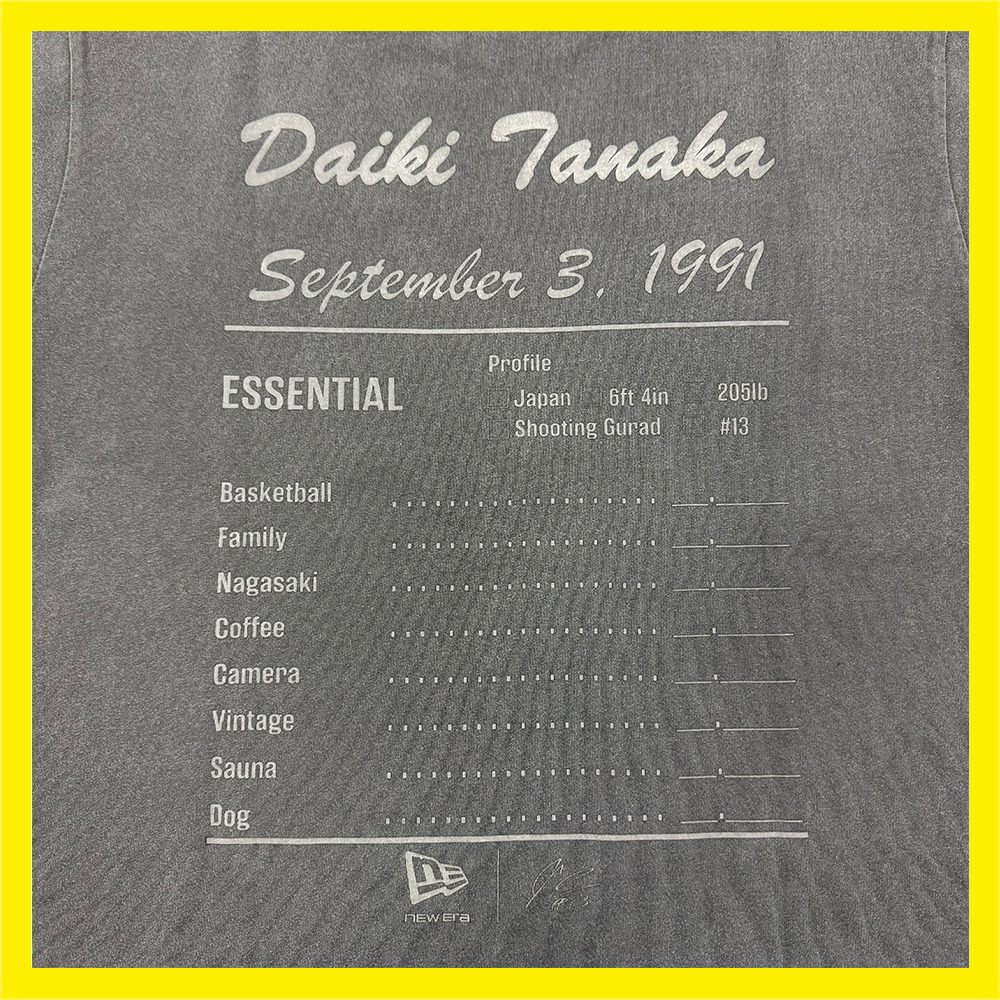 Daiki Tanaka
September 3, 1991
ESSENTIAL
Profile
Japan 6ft 4in 205lb
Shooting Gurad #13
Basketball
Family
Nagasaki
Coffee
Camera
Vintage
Sauna
Dog
NEW ERA